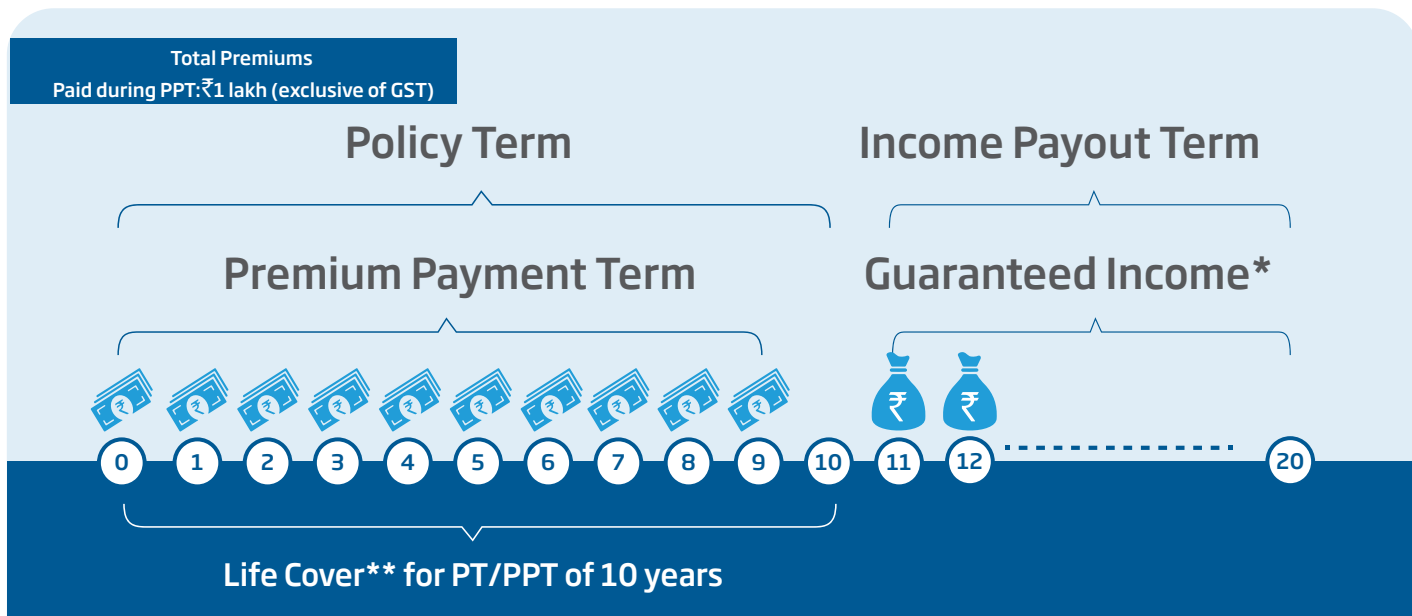 Total Premiums
Paid during PPT:₹1 lakh (exclusive of GST)
Policy Term
Income Payout Term
Premium Payment Term
Guaranteed Income*
₹ ₹ ₹ ₹ ₹ ₹ ₹ ₹ ₹ ₹ ₹ ₹
0 1 2 3 4 5 6 7 8 9 10 11 12 20
Life Cover** for PT/PPT of 10 years